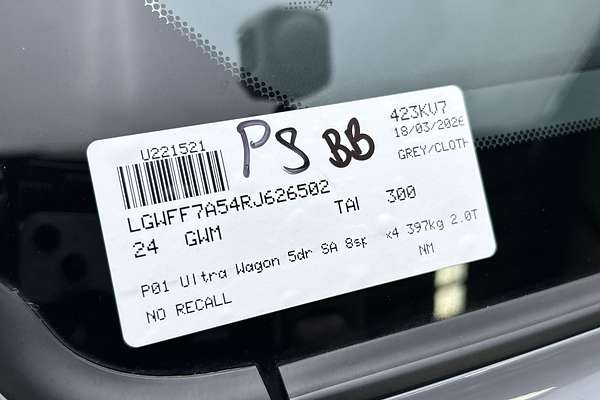 U221521
PS BB
423KV7
18/03/2026
GREY/CLOTH
LGWFF7A54RJ626502
24 GWM
TAI 300
P01 Ultra Wagon 5dr SA 8sp x4 397kg 2.0T
NM
NO RECALL